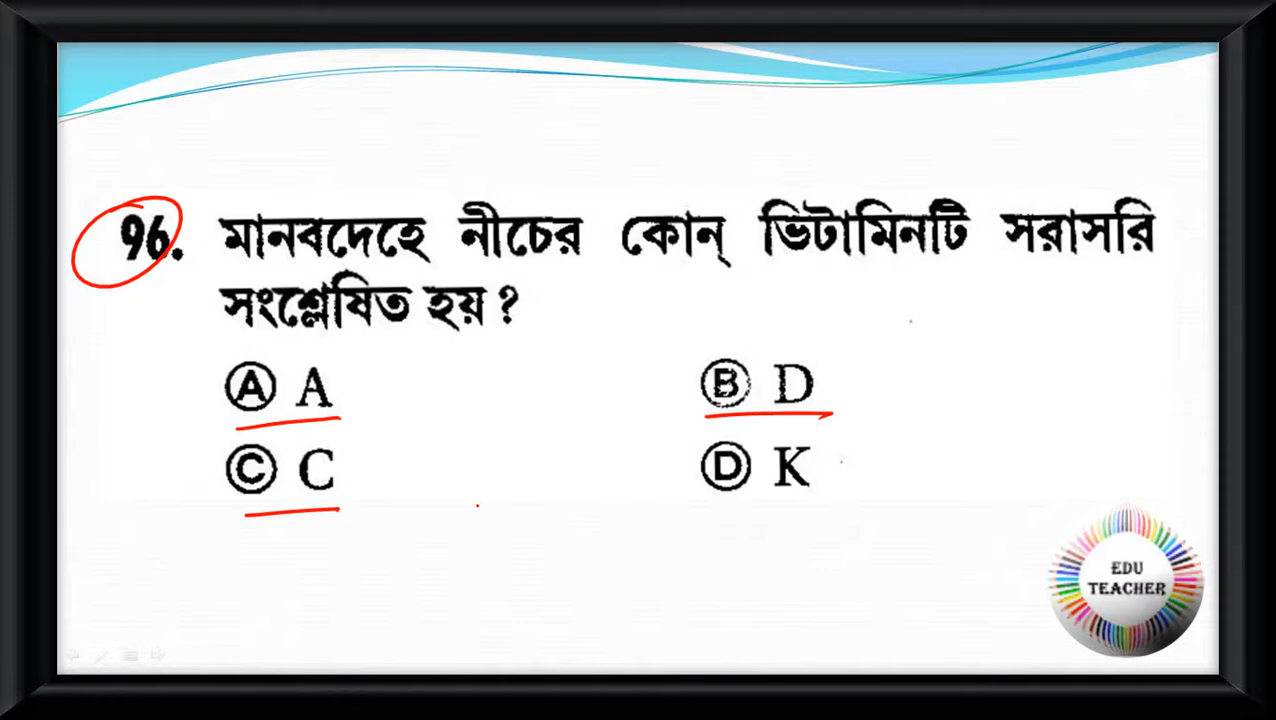 96. মানবদেহে নীচের কোন্ ভিটামিনটি সরাসরি
সংশ্লেষিত হয় ?
Ⓐ A Ⓑ D
Ⓒ C Ⓓ K
EDU
TEACHER